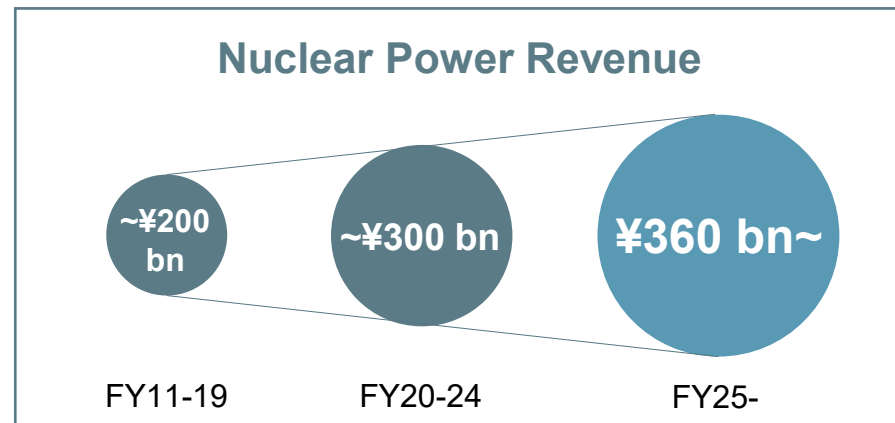 Nuclear Power Revenue
~¥200
bn
~¥300 bn
¥360 bn~
FY11-19
FY20-24
FY25-